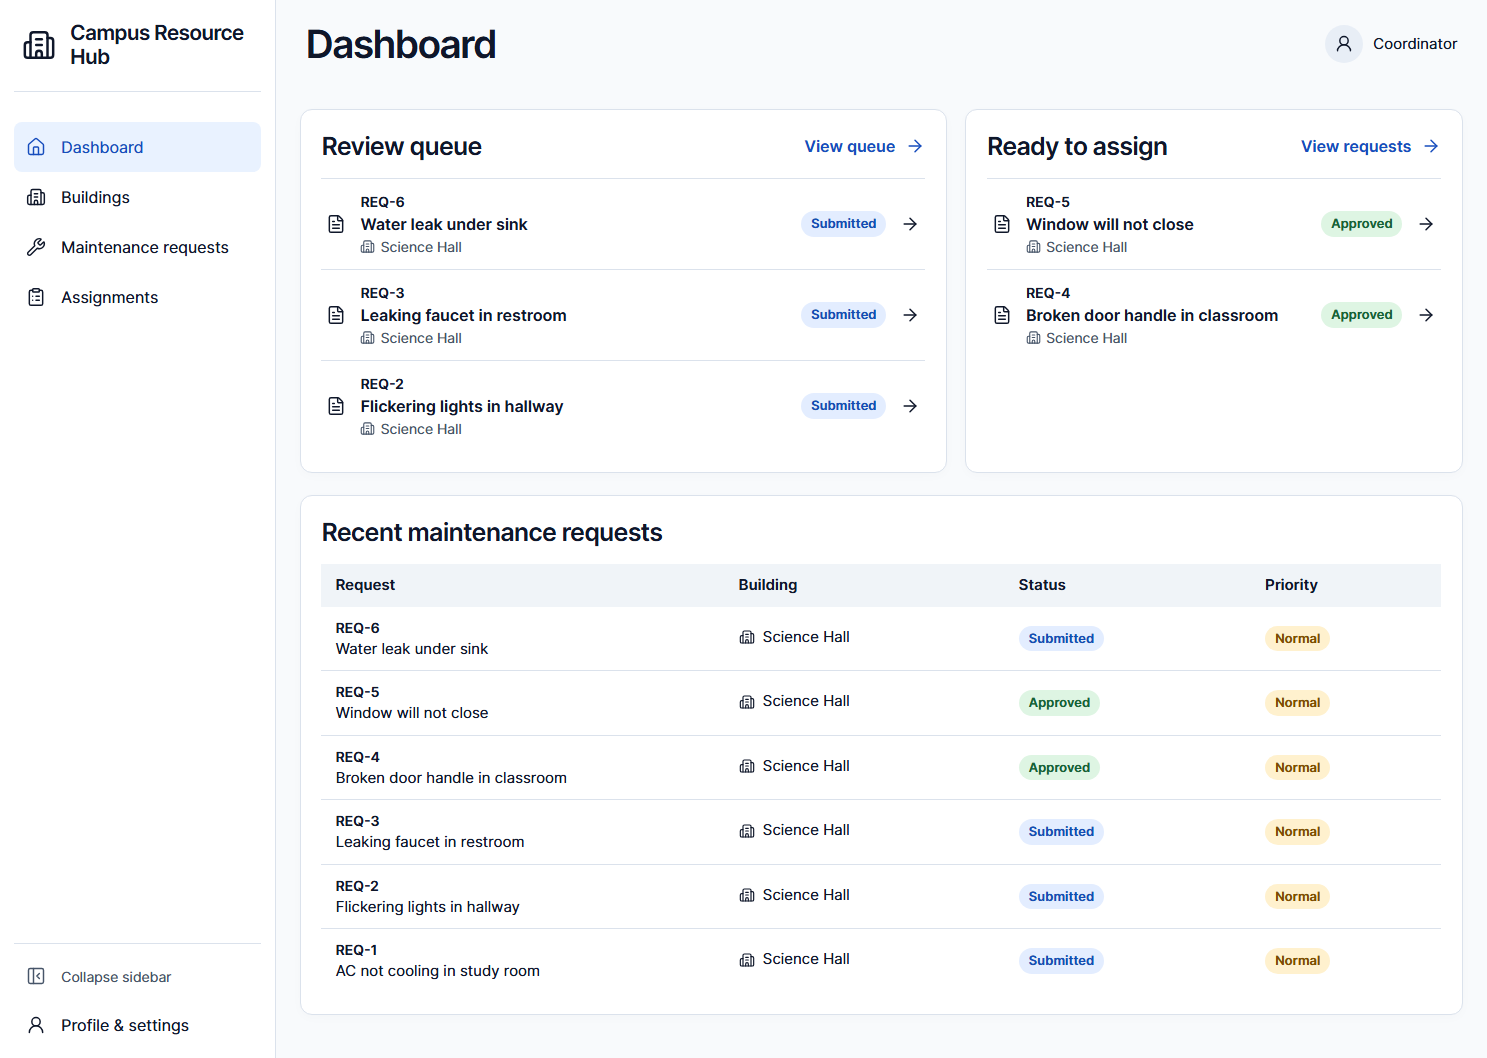 Campus Resource
Hub
Dashboard
Buildings
Maintenance requests
Assignments
Collapse sidebar
Profile & settings
Dashboard
Coordinator
Review queue
View queue
REQ-6
Water leak under sink
Science Hall
Submitted
REQ-3
Leaking faucet in restroom
Science Hall
Submitted
REQ-2
Flickering lights in hallway
Science Hall
Submitted
Ready to assign
View requests
REQ-5
Window will not close
Science Hall
Approved
REQ-4
Broken door handle in classroom
Science Hall
Approved
Recent maintenance requests
Request Building Status Priority
REQ-6
Water leak under sink
Science Hall
Submitted
Normal
REQ-5
Window will not close
Science Hall
Approved
Normal
REQ-4
Broken door handle in classroom
Science Hall
Approved
Normal
REQ-3
Leaking faucet in restroom
Science Hall
Submitted
Normal
REQ-2
Flickering lights in hallway
Science Hall
Submitted
Normal
REQ-1
AC not cooling in study room
Science Hall
Submitted
Normal